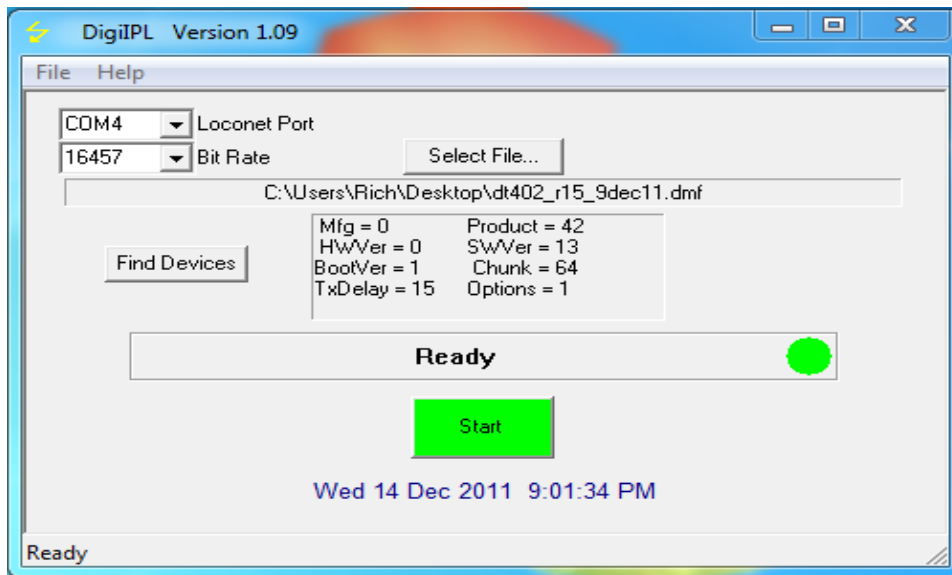 DigiIPL Version 1.09
File Help
COM4 Loconet Port
16457 Bit Rate Select File...
C:\Users\Rich\Desktop\dt402_r15_9dec11.dmf
Mfg = 0 Product = 42
HWVer = 0 SWVer = 13
Find Devices
BootVer = 1 Chunk = 64
TxDelay = 15 Options = 1
Ready
Start
Wed 14 Dec 2011 9:01:34 PM
Ready